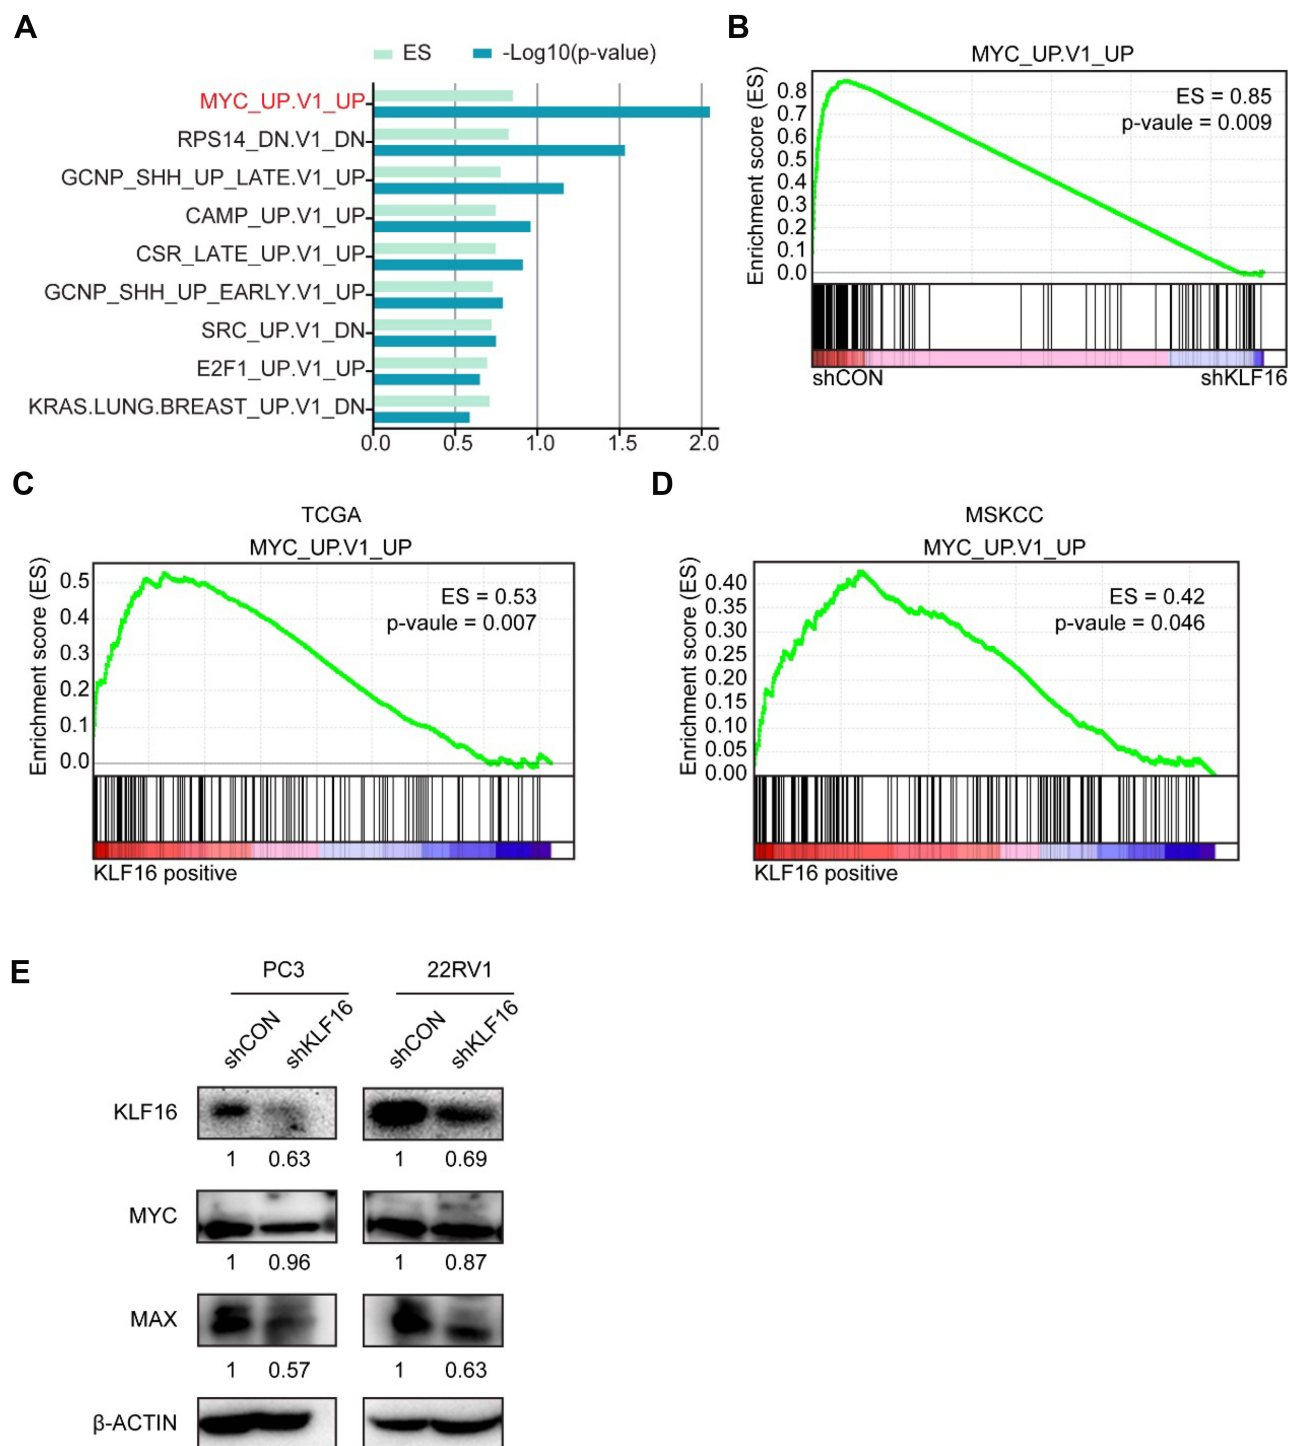 A
ES -Log10(p-value)
MYC_UP.V1_UP
RPS14_DN.V1_DN
GCNP_SHH_UP_LATE.V1_UP
CAMP_UP.V1_UP
CSR_LATE_UP.V1_UP
GCNP_SHH_UP_EARLY.V1_UP
SRC_UP.V1_DN
E2F1_UP.V1_UP
KRAS.LUNG.BREAST_UP.V1_DN
0.0 0.5 1.0 1.5 2.0
B
MYC_UP.V1_UP
Enrichment score (ES)
0.8
0.7
0.6
0.5
0.4
0.3
0.2
0.1
0.0
ES = 0.85
p-vaule = 0.009
shCON shKLF16
C
TCGA
MYC_UP.V1_UP
Enrichment score (ES)
0.5
0.4
0.3
0.2
0.1
0.0
ES = 0.53
p-vaule = 0.007
KLF16 positive
D
MSKCC
MYC_UP.V1_UP
Enrichment score (ES)
0.40
0.35
0.30
0.25
0.20
0.15
0.10
0.05
0.00
ES = 0.42
p-vaule = 0.046
KLF16 positive
E
PC3 22RV1
shCON shKLF16 shCON shKLF16
KLF16
1 0.63 1 0.69
MYC
1 0.96 1 0.87
MAX
1 0.57 1 0.63
β-ACTIN